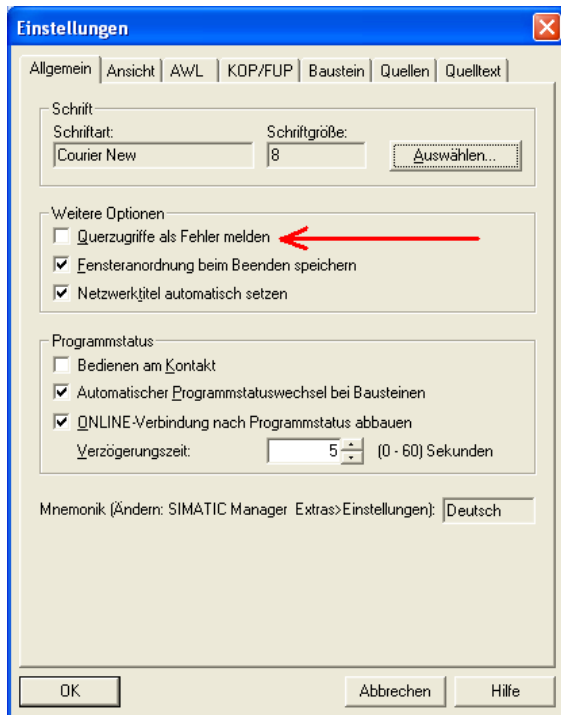 Einstellungen
Allgemein Ansicht AWL KOP/FUP Baustein Quellen Quelltext
Schrift
Schriftart: Schriftgröße:
Courier New 8 Auswählen...
Weitere Optionen
Querzugriffe als Fehler melden
Fensteranordnung beim Beenden speichern
Netzwerktitel automatisch setzen
Programmstatus
Bedienen am Kontakt
Automatischer Programmstatuswechsel bei Bausteinen
ONLINE-Verbindung nach Programmstatus abbauen
Verzögerungszeit: 5 (0 - 60) Sekunden
Mnemonik (Ändern: SIMATIC Manager Extras>Einstellungen): Deutsch
OK Abbrechen Hilfe